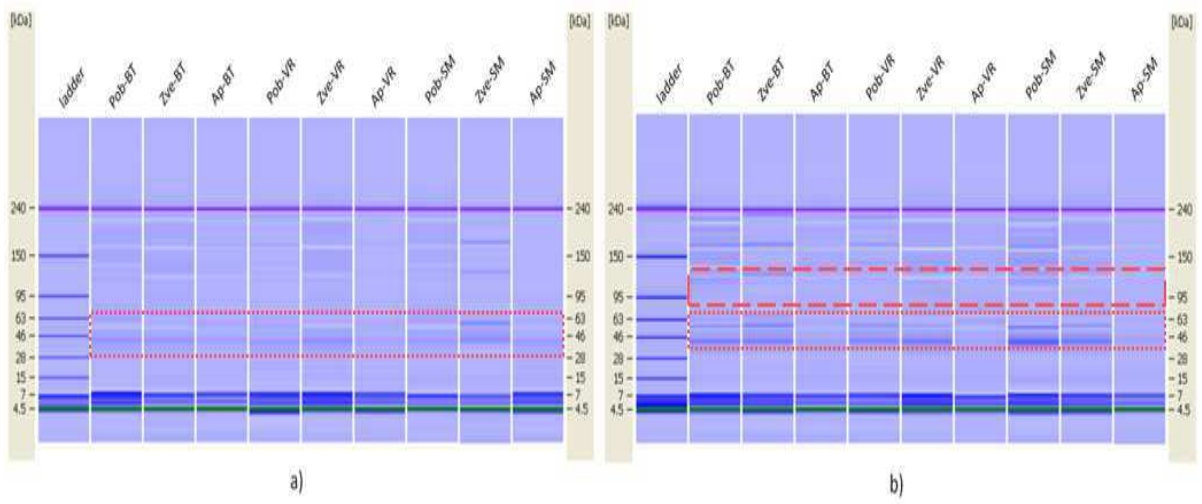 [kDa] [kDa] [kDa] [kDa]
ladder Pob-BT Zve-BT Ap-BT Pob-VR Zve-VR Ap-VR Pob-SM Zve-SM Ap-SM ladder Pob-BT Zve-BT Ap-BT Pob-VR Zve-VR Ap-VR Pob-SM Zve-SM Ap-SM
240 240 240 240
150 150 150 150
95 95 95 95
63 63 63 63
46 46 46 46
28 28 28 28
15 15 15 15
7 7 7 7
4.5 4.5 4.5 4.5
a) b)